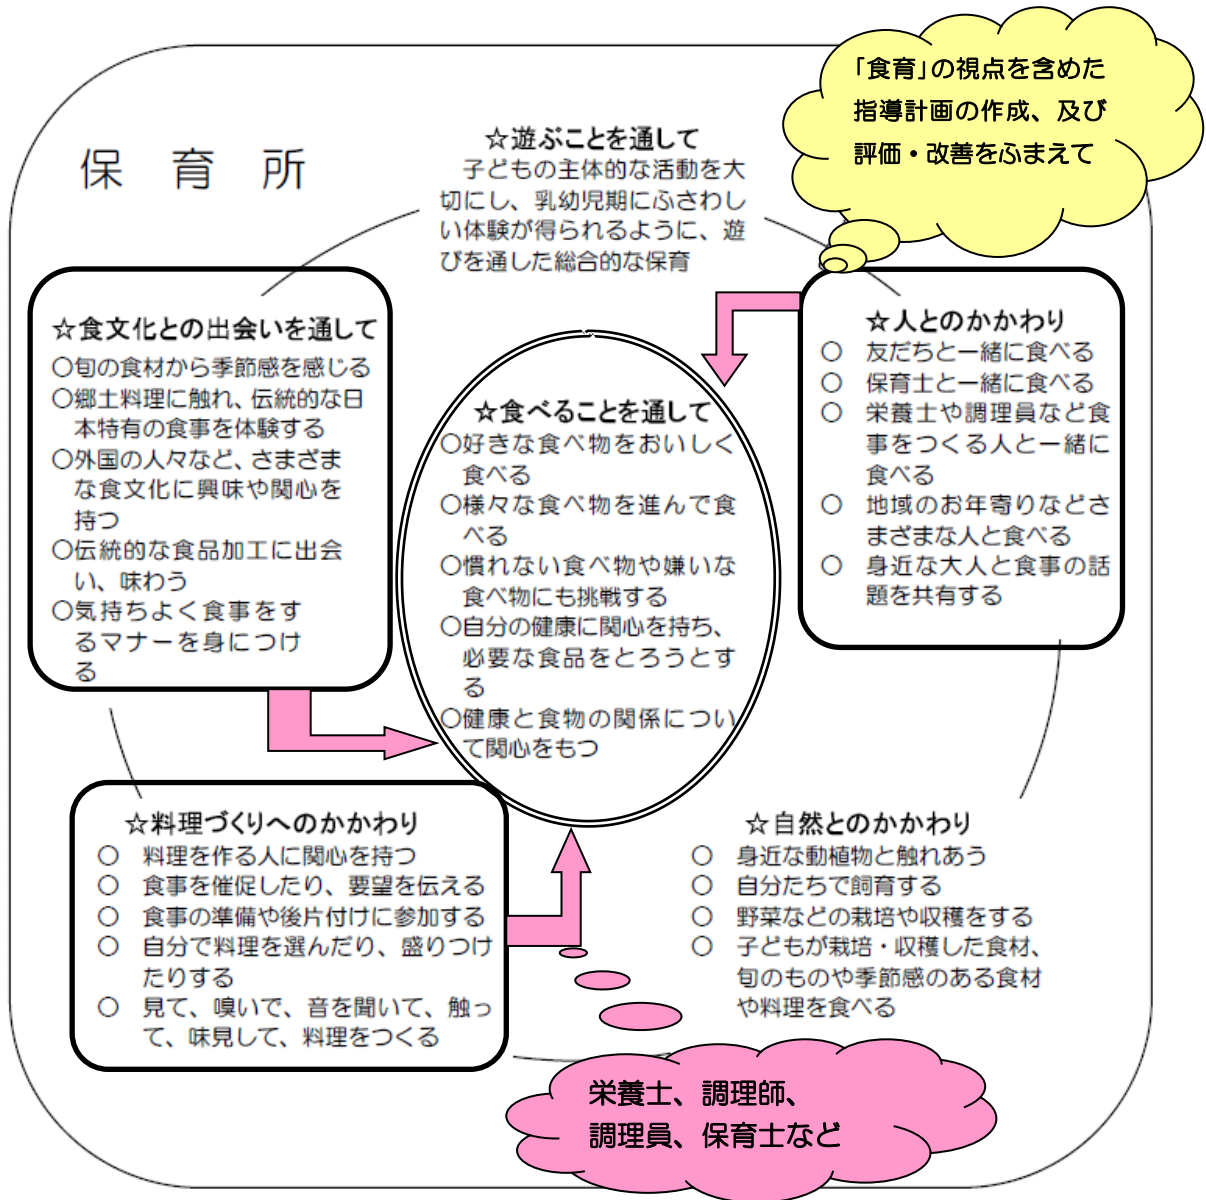 保 育 所
「食育」の視点を含めた
指導計画の作成、及び
評価・改善をふまえて
☆遊ぶことを通して
子どもの主体的な活動を大
切にし、乳幼児期にふさわし
い体験が得られるように、遊
びを通した総合的な保育
☆食文化との出会いを通して
〇旬の食材から季節感を感じる
〇郷土料理に触れ、伝統的な日
本特有の食事を体験する
〇外国の人々など、さまざま
な食文化に興味や関心を
持つ
〇伝統的な食品加工に出会
い、味わう
〇気持ちよく食事をす
るマナーを身につけ
る
☆食べることを通して
〇好きな食べ物をおいしく
食べる
〇様々な食べ物を進んで食
べる
〇慣れない食べ物や嫌いな
食べ物にも挑戦する
〇自分の健康に関心を持ち、
必要な食品をとろうとす
る
〇健康と食物の関係につい
て関心をもつ
☆人とのかかわり
〇 友だちと一緒に食べる
〇 保育士と一緒に食べる
〇 栄養士や調理員など食
事をつくる人と一緒に
食べる
〇 地域のお年寄りなどさ
まざまな人と食べる
〇 身近な大人と食事の話
題を共有する
☆料理づくりへのかかわり
〇 料理を作る人に関心を持つ
〇 食事を催促したり、要望を伝える
〇 食事の準備や後片付けに参加する
〇 自分で料理を選んだり、盛りつけ
たりする
〇 見て、嗅いで、音を聞いて、触っ
て、味見して、料理をつくる
☆自然とのかかわり
〇 身近な動植物と触れあう
〇 自分たちで飼育する
〇 野菜などの栽培や収穫をする
〇 子どもが栽培・収穫した食材、
旬のものや季節感のある食材
や料理を食べる
栄養士、調理師、
調理員、保育士など